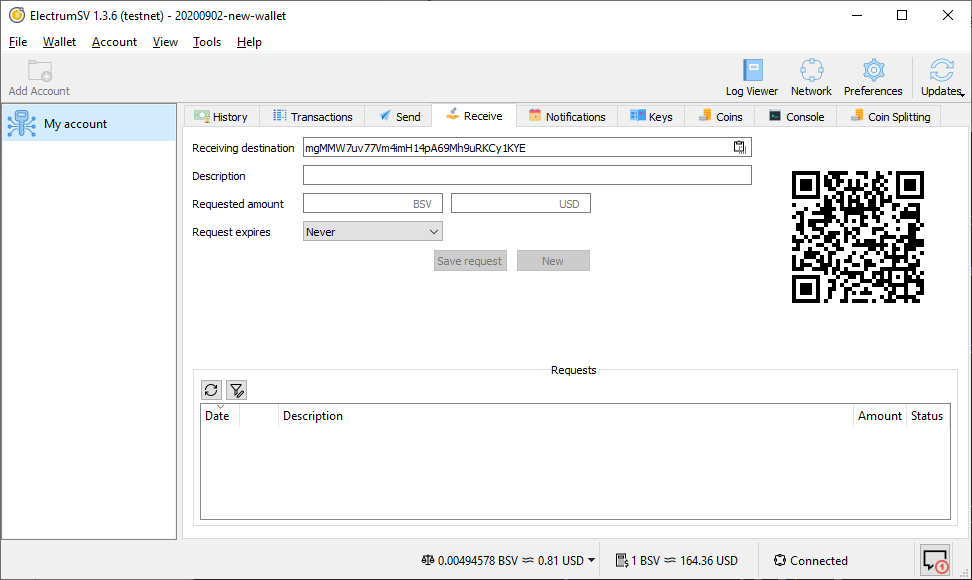 ElectrumSV 1.3.6 (testnet) - 20200902-new-wallet
File Wallet Account View Tools Help
Add Account Log Viewer Network Preferences Updates
My account
History Transactions Send Receive Notifications Keys Coins Console Coin Splitting
Receiving destination mgMMW7uv77Vm4imH14pA69Mh9uRKCy1KYE
Description
Requested amount BSV USD
Request expires Never
Save request New
Requests
Date Description Amount Status
0.00494578 BSV ≈ 0.81 USD 1 BSV ≈ 164.36 USD Connected 1